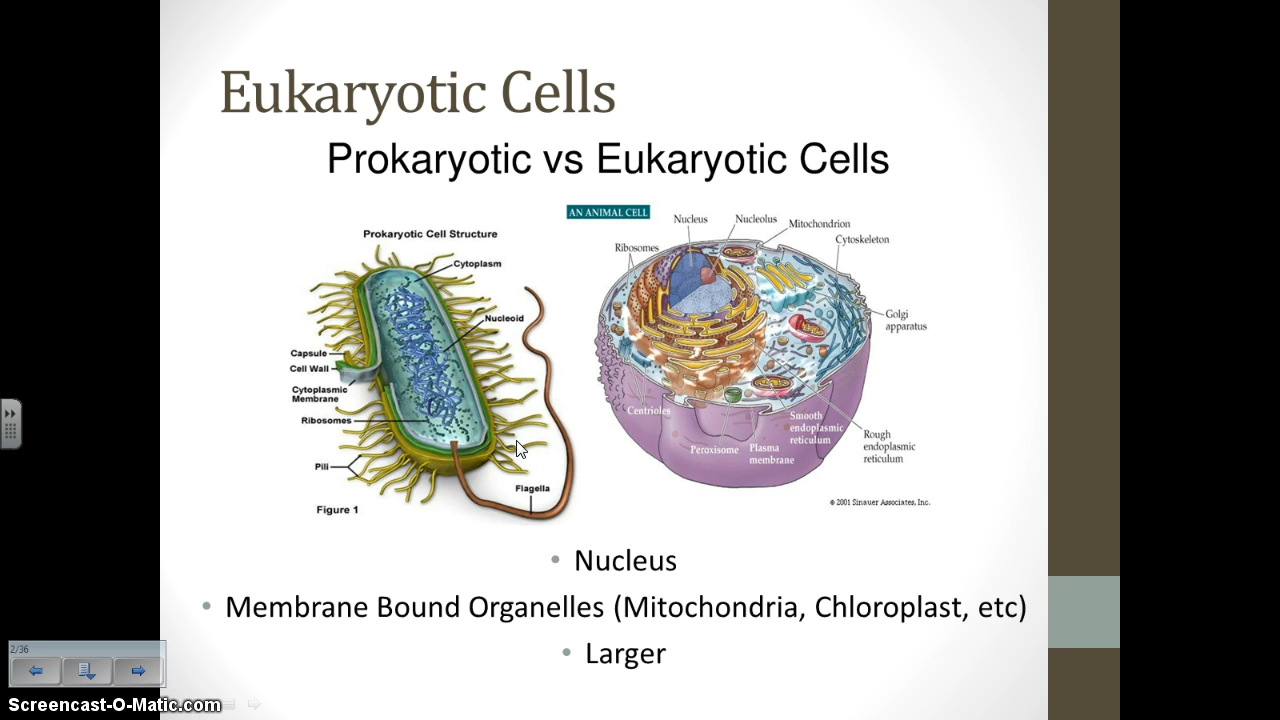 Eukaryotic Cells
Prokaryotic vs Eukaryotic Cells
Prokaryotic Cell Structure
Cytoplasm
Nucleoid
Capsule
Cell Wall
Cytoplasmic
Membrane
Ribosomes
Pili
Flagella
Figure 1
AN ANIMAL CELL
Nucleus
Nucleolus
Mitochondrion
Cytoskeleton
Ribosomes
Golgi
apparatus
Centrioles
Peroxisome
Plasma
membrane
Smooth
endoplasmic
reticulum
Rough
endoplasmic
reticulum
© 2001 Sinauer Associates, Inc.
• Nucleus
• Membrane Bound Organelles (Mitochondria, Chloroplast, etc)
• Larger
2/36
Screencast-O-Matic.com